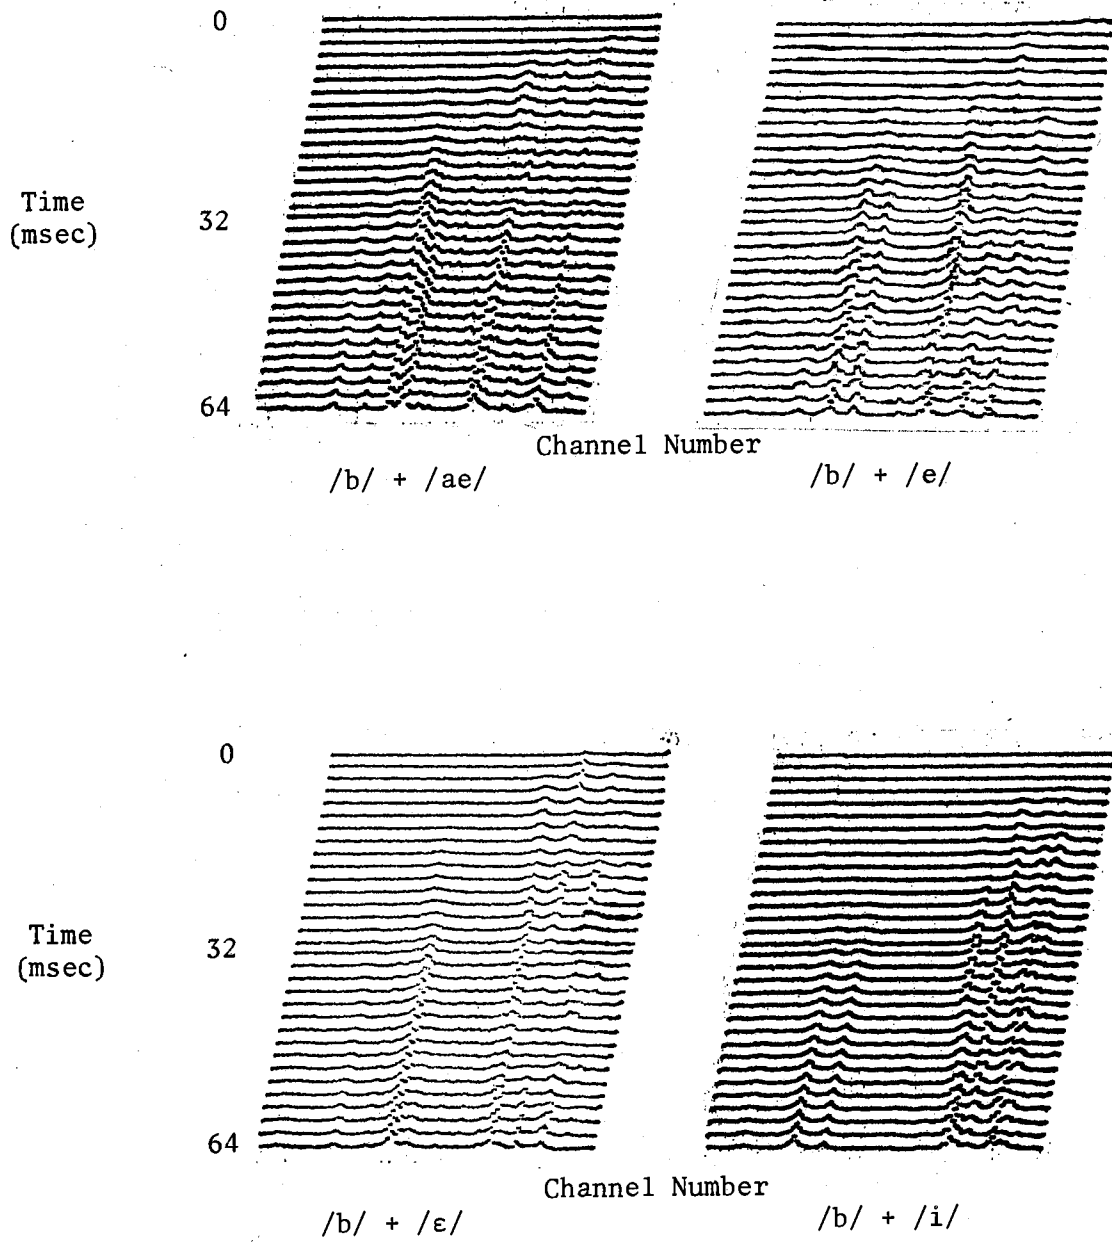 0
Time
(msec)
32
64
Channel Number
/b/ + /ae/
/b/ + /e/
0
Time
(msec)
32
64
Channel Number
/b/ + /ɛ/
/b/ + /i/